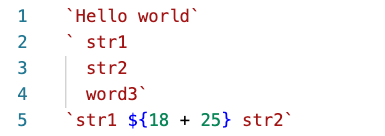 1 `Hello world`
2 ` str1
3   str2
4   word3`
5 `str1 ${18 + 25} str2`